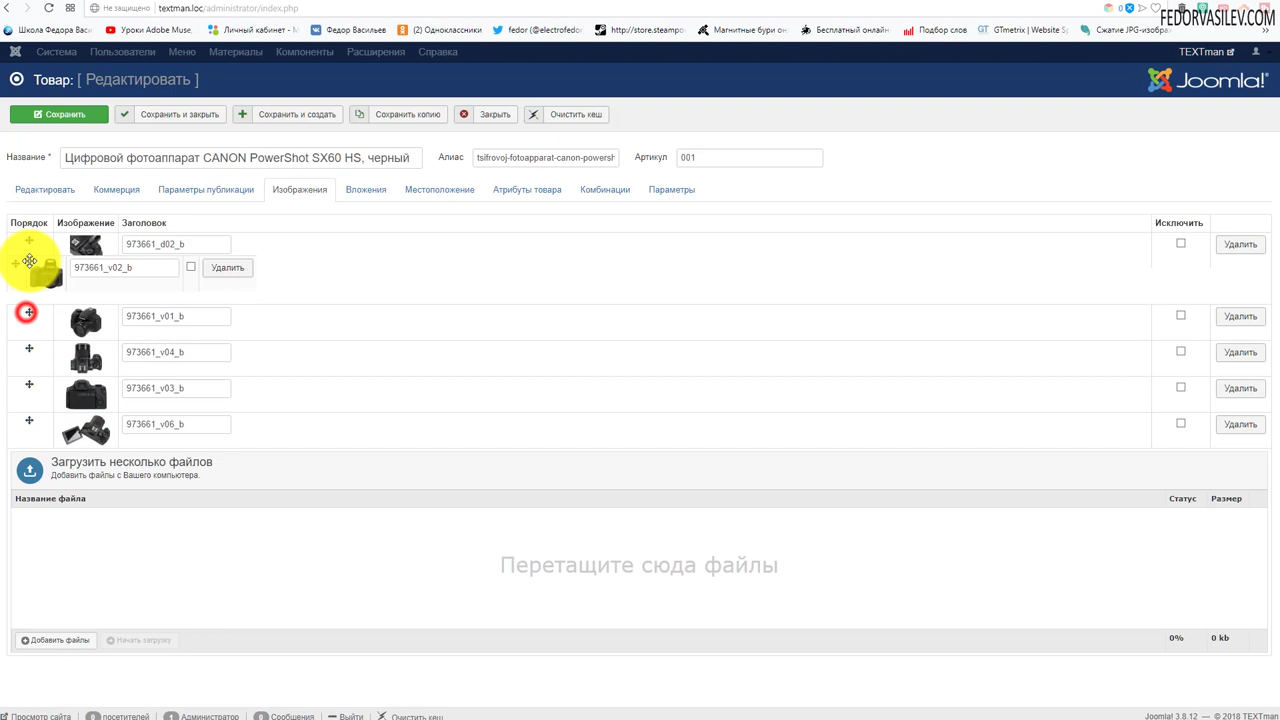 Не защищено textman.loc/administrator/index.php
FEDORVASILEV.COM
Школа Федора Васи Уроки Adobe Muse, Личный кабинет - М Федор Васильев (2) Одноклассники fedor (@electrofedor http://store.steampo Магнитные бури он Бесплатный онлайн Подбор слов GTmetrix | Website S Сжатие JPG-изобра
Система Пользователи Меню Материалы Компоненты Расширения Справка TEXTman
Товар: [ Редактировать ] Joomla!
Сохранить Сохранить и закрыть Сохранить и создать Сохранить копию Закрыть Очистить кеш
Название * Цифровой фотоаппарат CANON PowerShot SX60 HS, черный Алиас tsifrovoj-fotoapparat-canon-powersh Артикул 001
Редактировать Коммерция Параметры публикации Изображения Вложения Местоположение Атрибуты товара Комбинации Параметры
Порядок Изображение Заголовок Исключить
973661_d02_b Удалить
973661_v02_b Удалить
973661_v01_b Удалить
973661_v04_b Удалить
973661_v03_b Удалить
973661_v06_b Удалить
Загрузить несколько файлов
Добавить файлы с Вашего компьютера.
Название файла Статус Размер
Перетащите сюда файлы
Добавить файлы Начать загрузку 0% 0 kb
Просмотр сайта 0 посетителей 1 Администратор 0 Сообщения Выйти Очистить кеш Joomla! 3.8.12 — © 2018 TEXTman